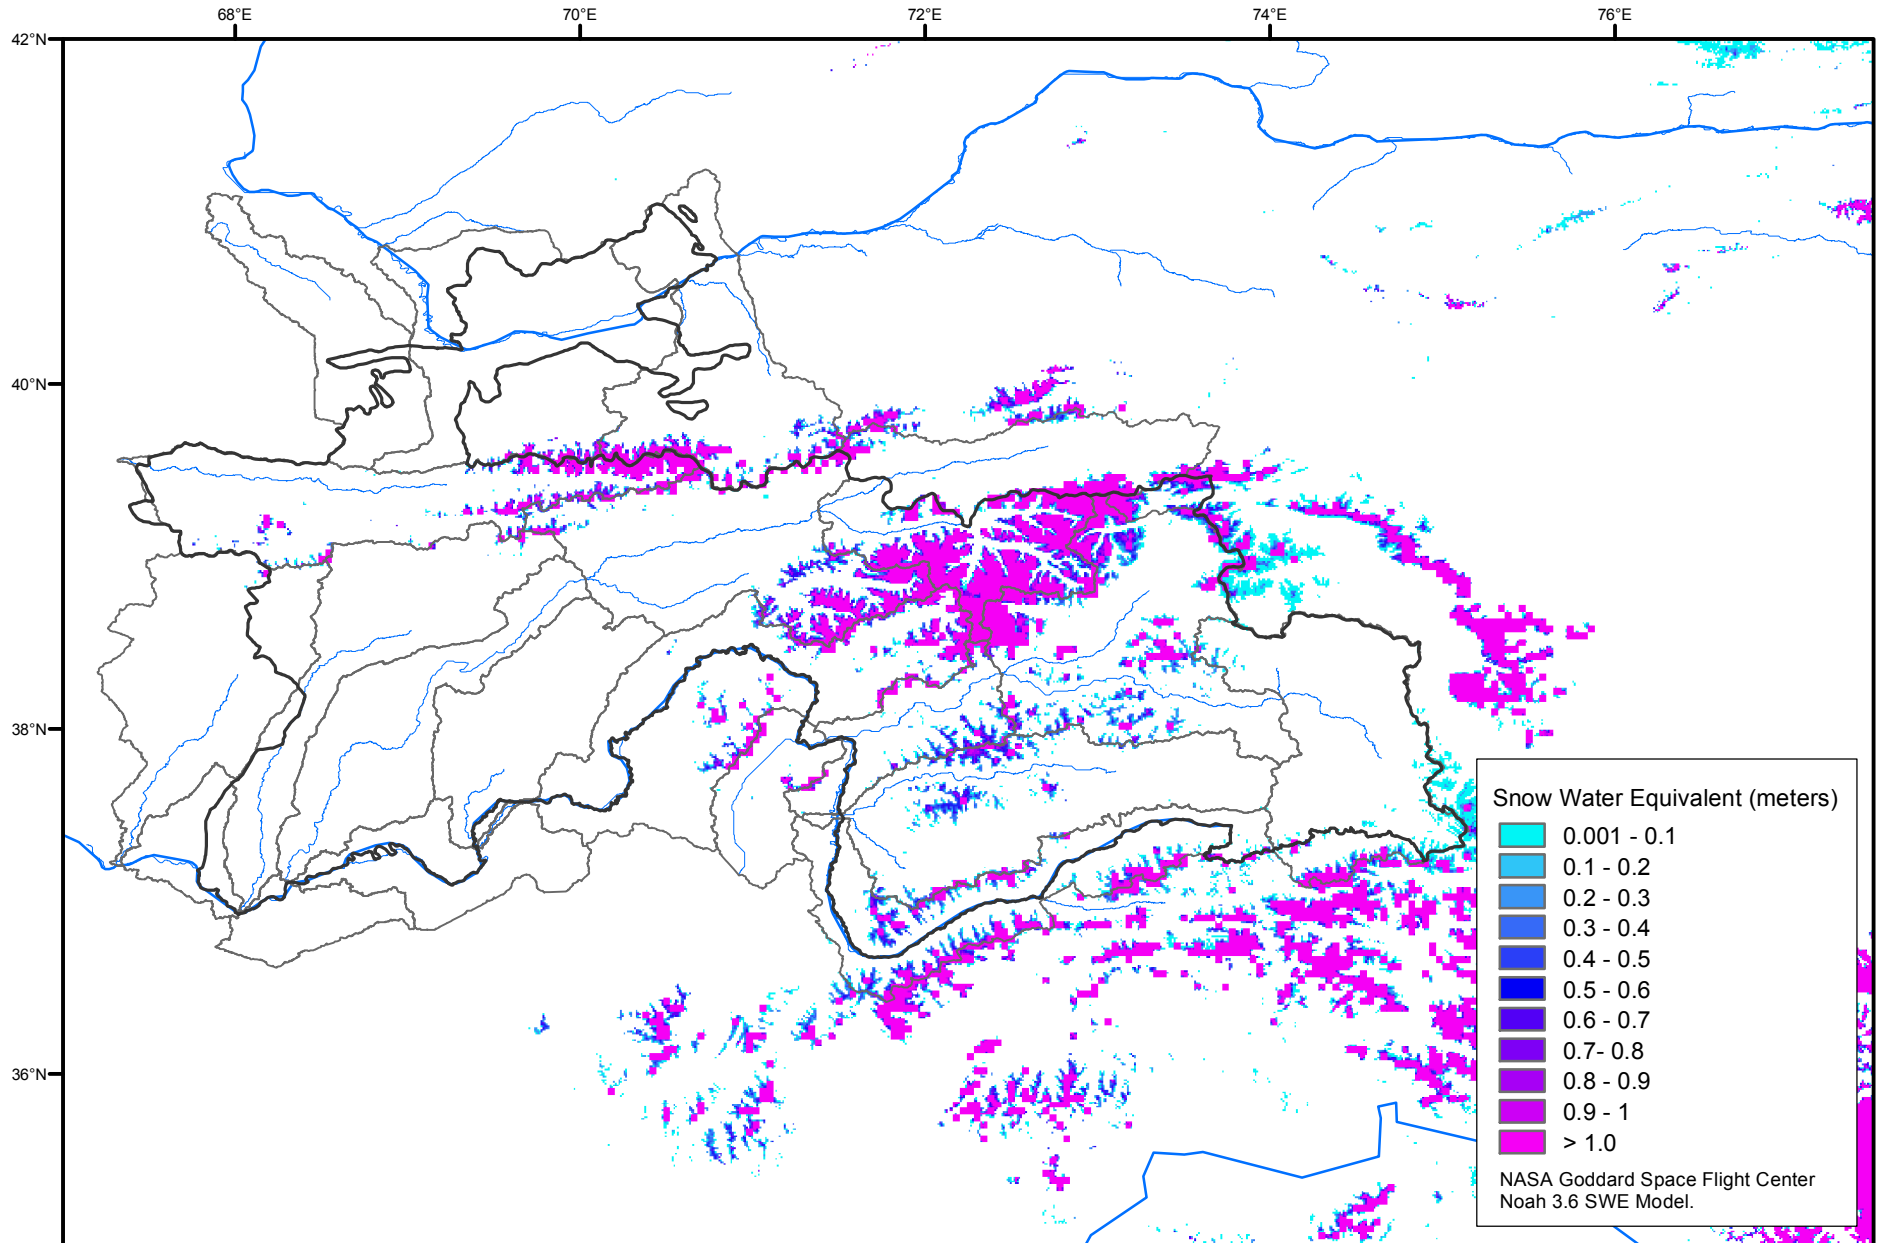 68°E 70°E 72°E 74°E 76°E
42°N
40°N
38°N
36°N
Snow Water Equivalent (meters)
0.001 - 0.1
0.1 - 0.2
0.2 - 0.3
0.3 - 0.4
0.4 - 0.5
0.5 - 0.6
0.6 - 0.7
0.7- 0.8
0.8 - 0.9
0.9 - 1
> 1.0
NASA Goddard Space Flight Center
Noah 3.6 SWE Model.